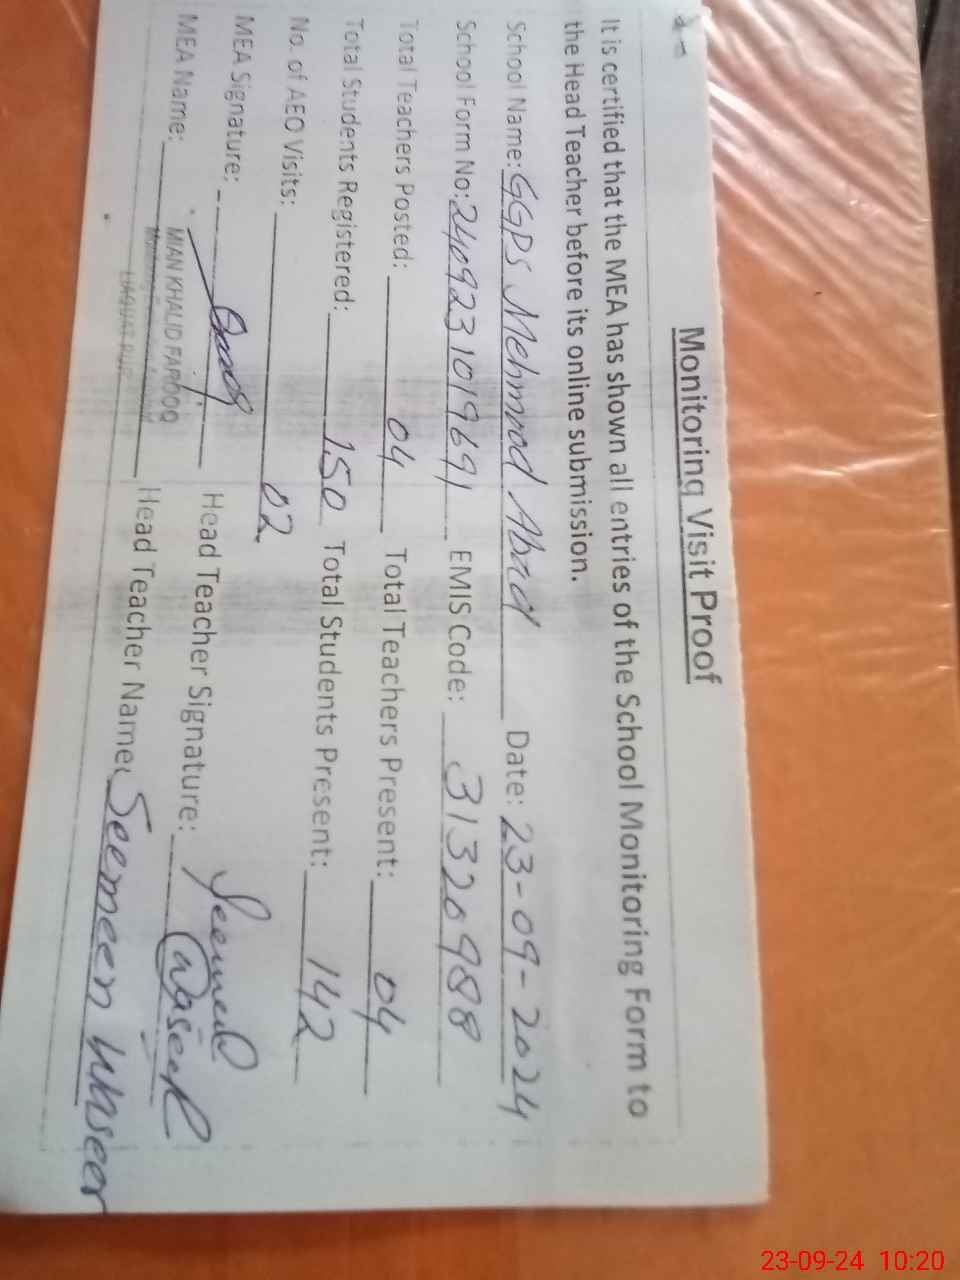 Monitoring Visit Proof
It is certified that the MEA has shown all entries of the School Monitoring Form to
the Head Teacher before its online submission.
School Name: GGPS Mehmood Abad Date: 23-09-2024
School Form No: 2409231019691 EMIS Code: 31320988
Total Teachers Posted: 04 Total Teachers Present: 04
Total Students Registered: 150 Total Students Present: 142
No. of AEO Visits: 02
MEA Signature: Head Teacher Signature: Seemeen
MEA Name: MIAN KHALID FAROOQ Head Teacher Name: Seemeen
LIAQUAT PUR
23-09-24 10:20